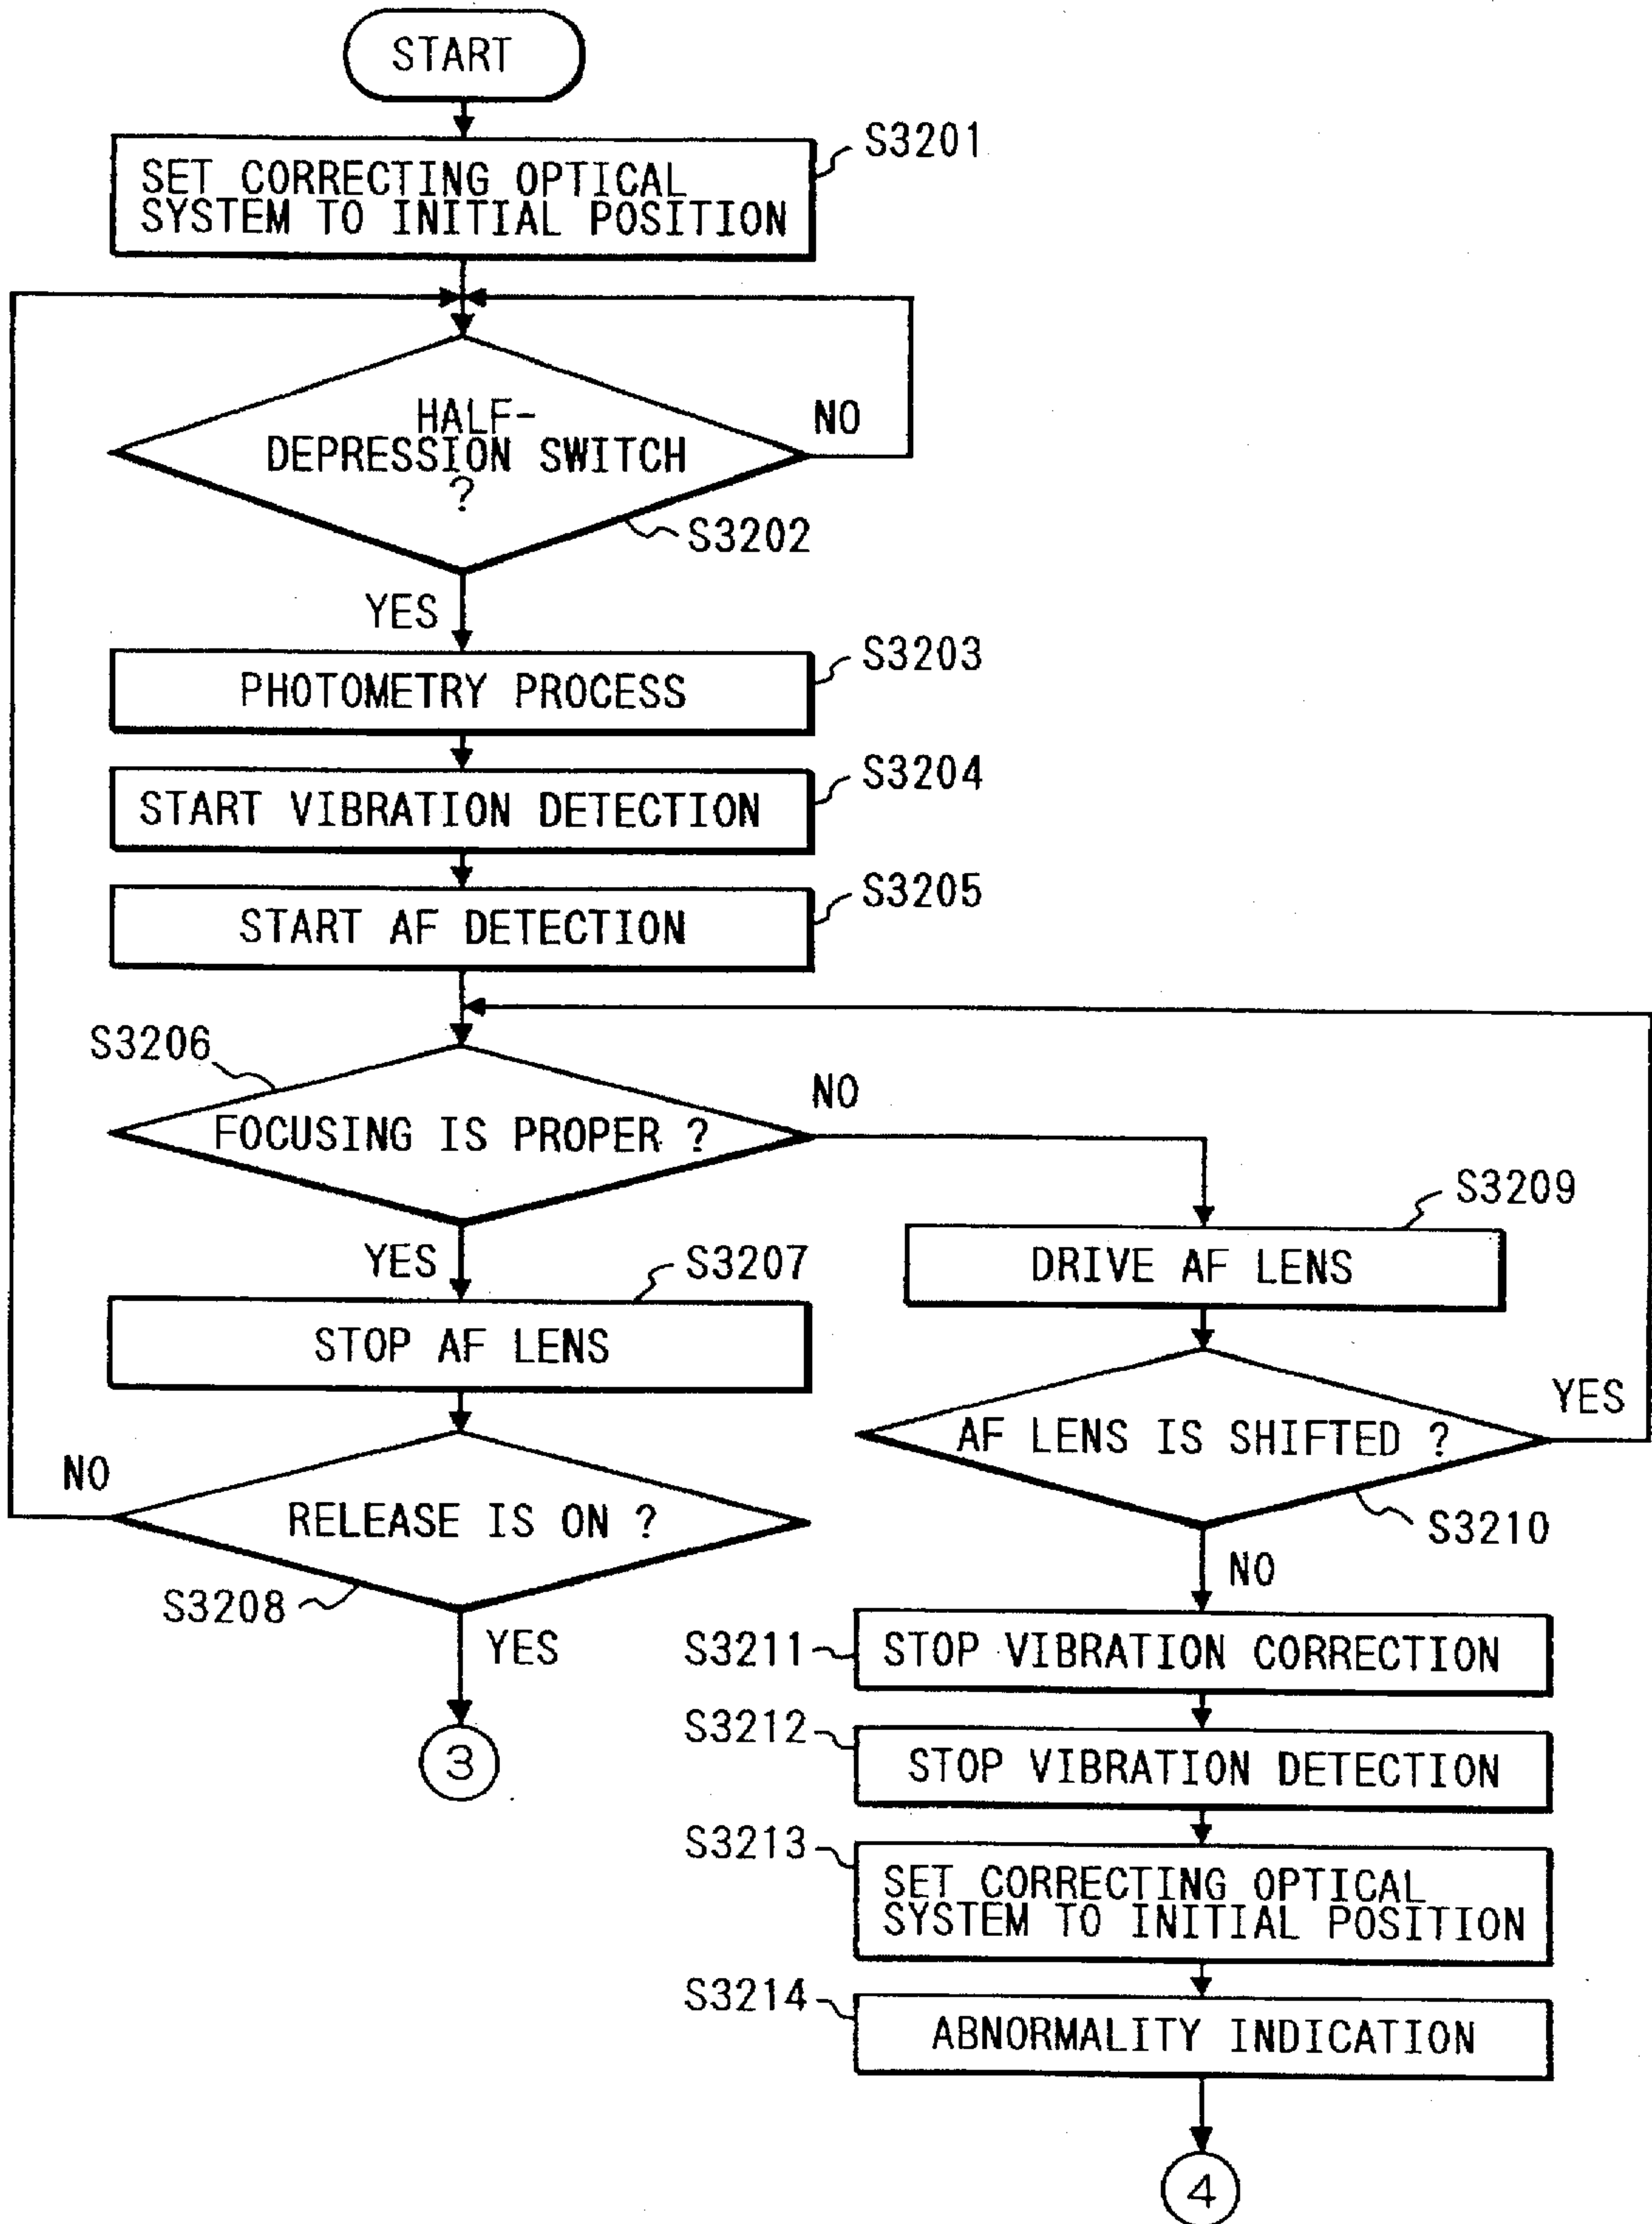 START
S3201
SET CORRECTING OPTICAL
SYSTEM TO INITIAL POSITION
HALF-
DEPRESSION SWITCH
?
NO
S3202
YES
S3203
PHOTOMETRY PROCESS
S3204
START VIBRATION DETECTION
S3205
START AF DETECTION
S3206
FOCUSING IS PROPER ?
NO
YES
S3207
STOP AF LENS
NO
RELEASE IS ON ?
S3208
YES
3
S3209
DRIVE AF LENS
AF LENS IS SHIFTED ?
YES
S3210
NO
S3211
STOP VIBRATION CORRECTION
S3212
STOP VIBRATION DETECTION
S3213
SET CORRECTING OPTICAL
SYSTEM TO INITIAL POSITION
S3214
ABNORMALITY INDICATION
4